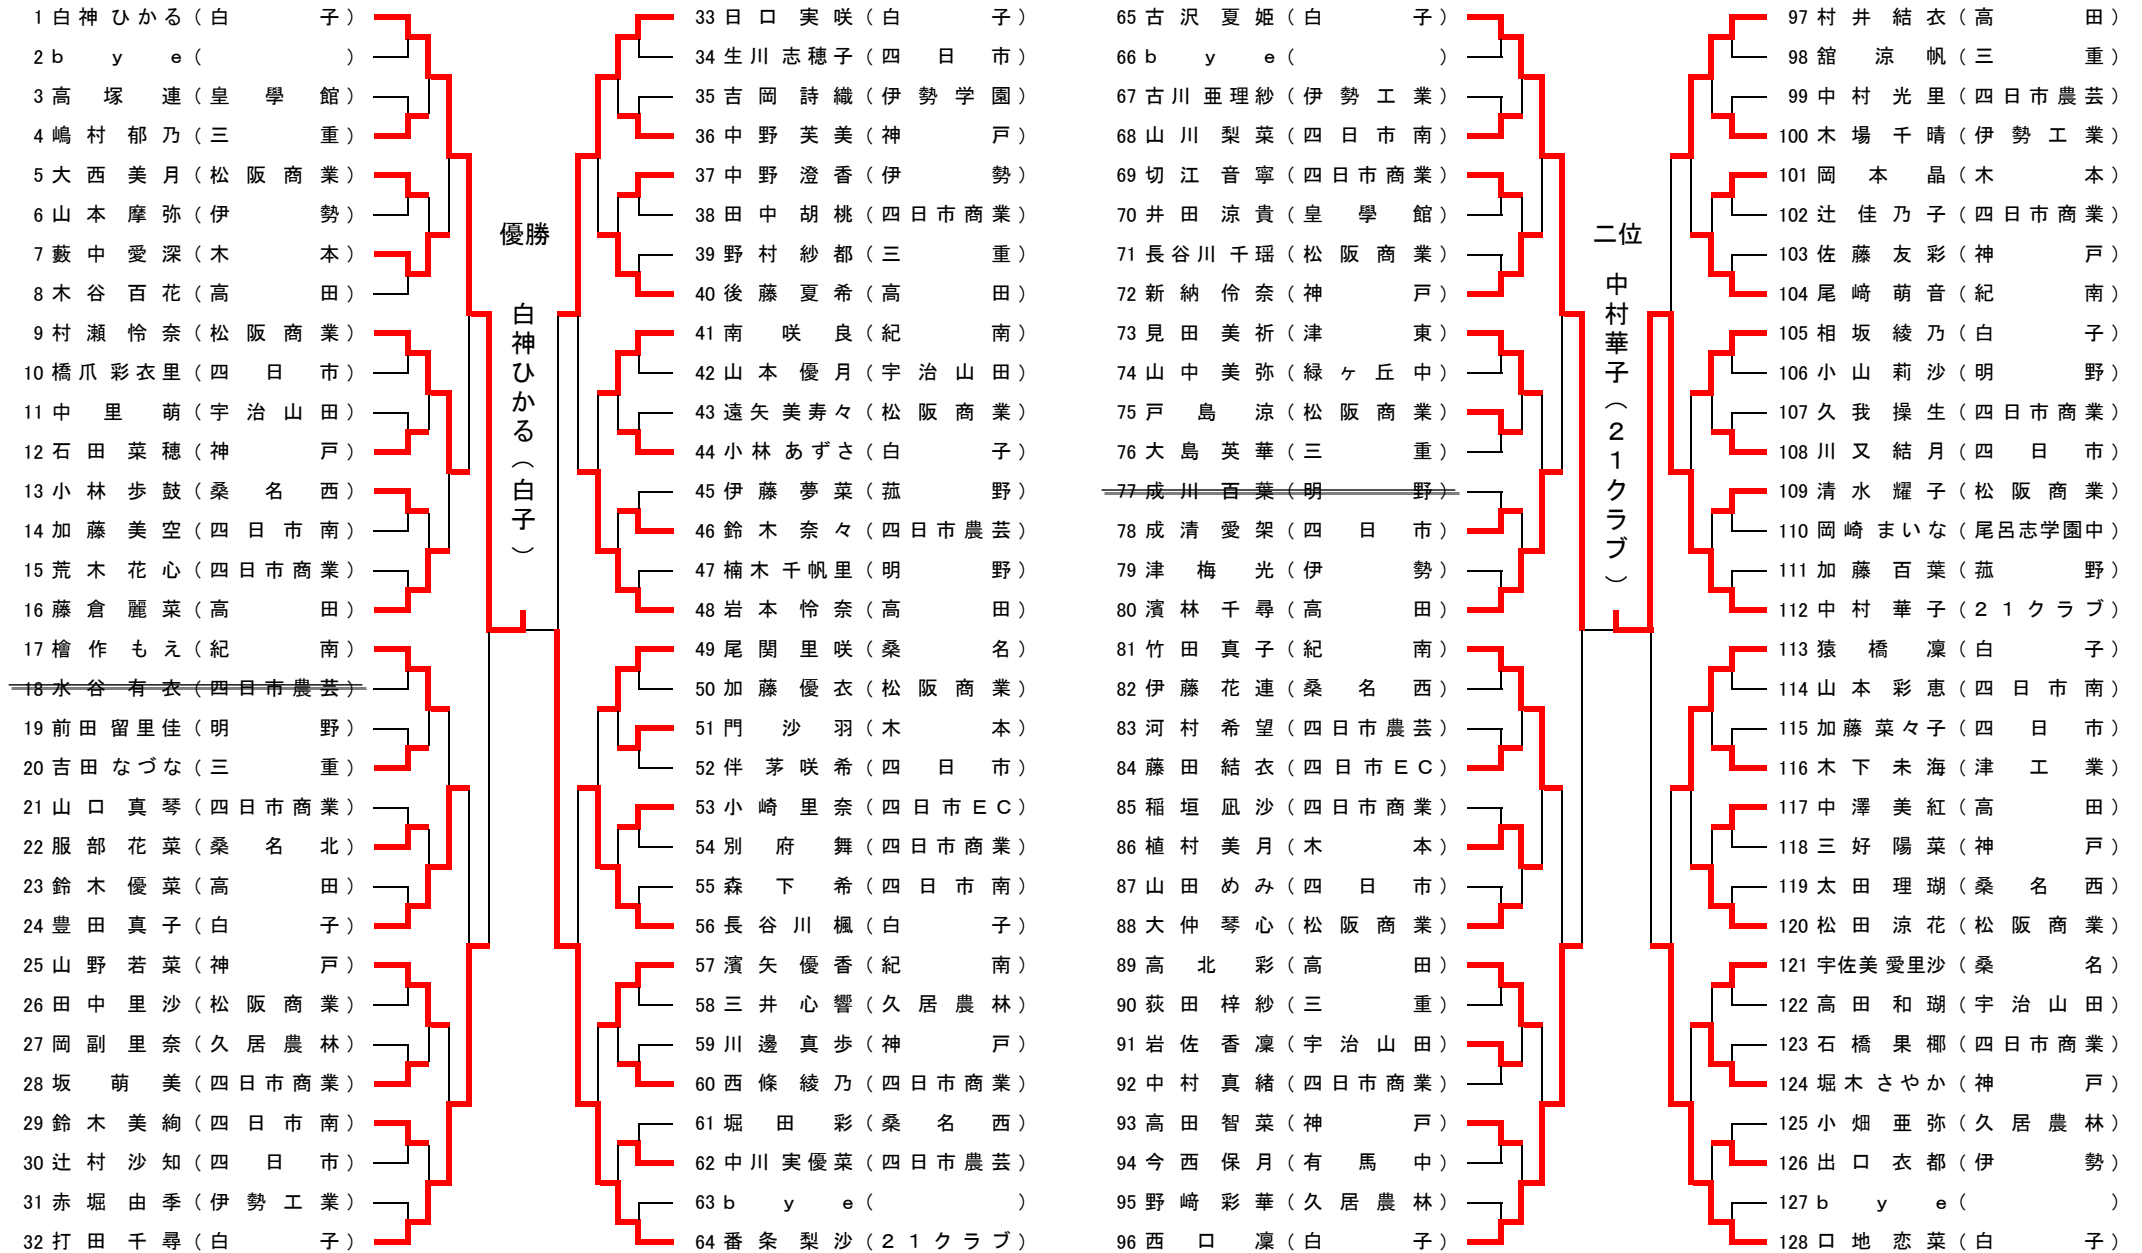 1 白神 ひかる (白子)
2 bye ( )
3 高塚連 (皇學館)
4 嶋村郁乃 (三重)
5 大西美月 (松阪商業)
6 山本摩弥 (伊勢)
7 藪中愛深 (木本)
8 木谷百花 (高田)
9 村瀬怜奈 (松阪商業)
10 橋爪彩衣里 (四日市)
11 中里萌 (宇治山田)
12 石田菜穂 (神戸)
13 小林歩鼓 (桑名西)
14 加藤美空 (四日市南)
15 荒木花心 (四日市商業)
16 藤倉麗菜 (高田)
17 檜作もえ (紀南)
18 水谷有衣 (四日市農芸)
19 前田留里佳 (明野)
20 吉田なづな (三重)
21 山口真琴 (四日市商業)
22 服部花菜 (桑名北)
23 鈴木優菜 (高田)
24 豊田真子 (白子)
25 山野若菜 (神戸)
26 田中里沙 (松阪商業)
27 岡副里奈 (久居農林)
28 坂萌美 (四日市商業)
29 鈴木美絢 (四日市南)
30 辻村沙知 (四日市)
31 赤堀由季 (伊勢工業)
32 打田千尋 (白子)
優勝
白神ひかる(白子)
33 日口実咲 (白子)
34 生川志穂子 (四日市)
35 吉岡詩織 (伊勢学園)
36 中野芙美 (神戸)
37 中野澄香 (伊勢)
38 田中胡桃 (四日市商業)
39 野村紗都 (三重)
40 後藤夏希 (高田)
41 南咲良 (紀南)
42 山本優月 (宇治山田)
43 遠矢美寿々 (松阪商業)
44 小林あずさ (白子)
45 伊藤夢菜 (菰野)
46 鈴木奈々 (四日市農芸)
47 楠木千帆里 (明野)
48 岩本怜奈 (高田)
49 尾関里咲 (桑名)
50 加藤優衣 (松阪商業)
51 門沙羽 (木本)
52 伴茅咲希 (四日市)
53 小崎里奈 (四日市EC)
54 別府舞 (四日市商業)
55 森下希 (四日市南)
56 長谷川楓 (白子)
57 濱矢優香 (紀南)
58 三井心響 (久居農林)
59 川邊真歩 (神戸)
60 西條綾乃 (四日市商業)
61 堀田彩 (桑名西)
62 中川実優菜 (四日市農芸)
63 bye ( )
64 番条梨沙 (21クラブ)
65 古沢夏姫 (白子)
66 bye ( )
67 古川亜理紗 (伊勢工業)
68 山川梨菜 (四日市南)
69 切江音寧 (四日市商業)
70 井田涼貴 (皇學館)
71 長谷川千瑶 (松阪商業)
72 新納伶奈 (神戸)
73 見田美祈 (津東)
74 山中美弥 (緑ヶ丘中)
75 戸島涼 (松阪商業)
76 大島英華 (三重)
77 成川百葉 (明野)
78 成清愛架 (四日市)
79 津梅光 (伊勢)
80 濱林千尋 (高田)
81 竹田真子 (紀南)
82 伊藤花連 (桑名西)
83 河村希望 (四日市農芸)
84 藤田結衣 (四日市EC)
85 稲垣凪沙 (四日市商業)
86 植村美月 (木本)
87 山田めみ (四日市)
88 大仲琴心 (松阪商業)
89 高北彩 (高田)
90 荻田梓紗 (三重)
91 岩佐香凜 (宇治山田)
92 中村真緒 (四日市商業)
93 高田智菜 (神戸)
94 今西保月 (有馬中)
95 野﨑彩華 (久居農林)
96 西口凜 (白子)
二位
中村華子(21クラブ)
97 村井結衣 (高田)
98 舘涼帆 (三重)
99 中村光里 (四日市農芸)
100 木場千晴 (伊勢工業)
101 岡本晶 (木本)
102 辻佳乃子 (四日市商業)
103 佐藤友彩 (神戸)
104 尾﨑萌音 (紀南)
105 相坂綾乃 (白子)
106 小山莉沙 (明野)
107 久我操生 (四日市商業)
108 川又結月 (四日市)
109 清水耀子 (松阪商業)
110 岡崎まいな (尾呂志学園中)
111 加藤百葉 (菰野)
112 中村華子 (21クラブ)
113 猿橋凜 (白子)
114 山本彩恵 (四日市南)
115 加藤菜々子 (四日市)
116 木下未海 (津工業)
117 中澤美紅 (高田)
118 三好陽菜 (神戸)
119 太田理瑚 (桑名西)
120 松田涼花 (松阪商業)
121 宇佐美愛里沙 (桑名)
122 高田和瑚 (宇治山田)
123 石橋果椰 (四日市商業)
124 堀木さやか (神戸)
125 小畑亜弥 (久居農林)
126 出口衣都 (伊勢)
127 bye ( )
128 口地恋菜 (白子)